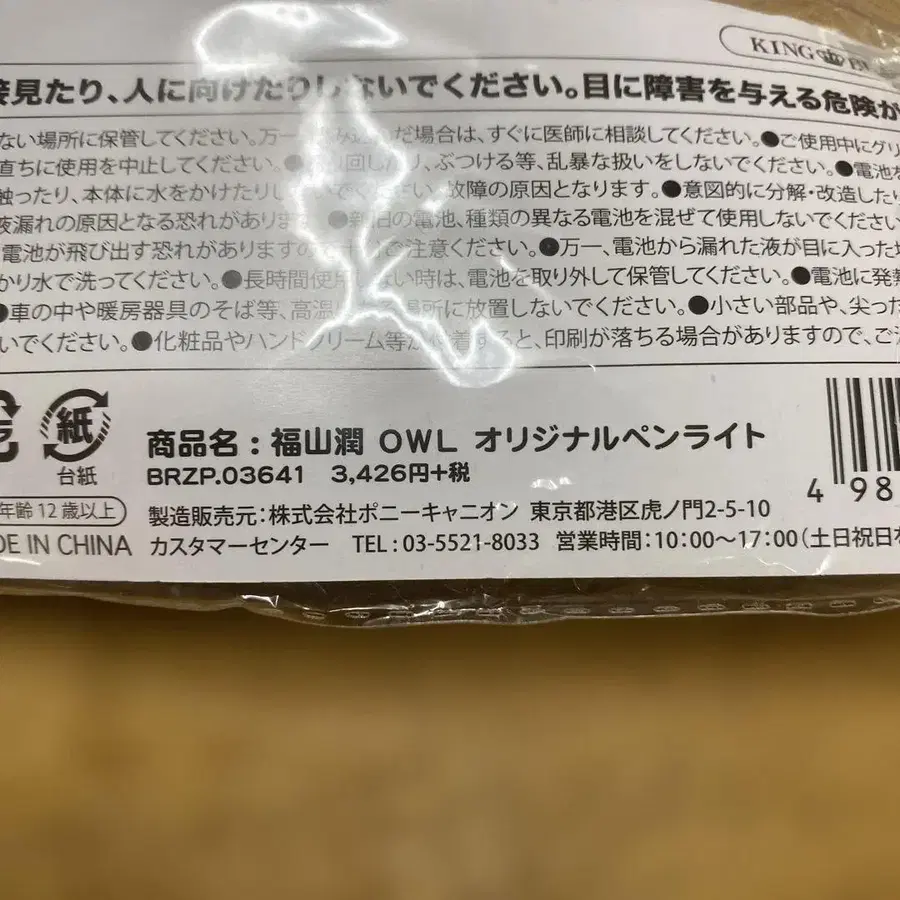 KING
見たり、人に向けたりしないでください。目に障害を与える危険が
ない場所に保管してください。万一 だ場合は、すぐに医師に相談してください。●ご使用中にグリ
直ちに使用を中止してください。● 回したり、ぶつける等、乱暴な扱いをしないでください。●電池を
触ったり、本体に水をかけたりし いでください。故障の原因となります。●意図的に分解・改造したり
液漏れの原因となる恐れがあります ●新旧の電池、種類の異なる電池を混ぜて使用しないでください
電池が飛び出す恐れがありますので ご注意ください。●万一、電池から漏れた液が目に入った
かり水で洗ってください。●長時間使 ない時は、電池を取り外して保管してください。●電池に発
●車の中や暖房器具のそば等、高温 場所に放置しないでください。●小さい部品や、尖った
いでください。●化粧品やハンドクリーム等が付着すると、印刷が落ちる場合がありますので、ご
紙
台紙
商品名:福山潤 OWL オリジナルペンライト
BRZP.03641 3,426円+税
年齢12歳以上
製造販売元:株式会社ポニーキャニオン 東京都港区虎ノ門2-5-10
DE IN CHINA カスタマーセンター TEL:03-5521-8033 営業時間:10:00〜17:00(土日祝日
4 98